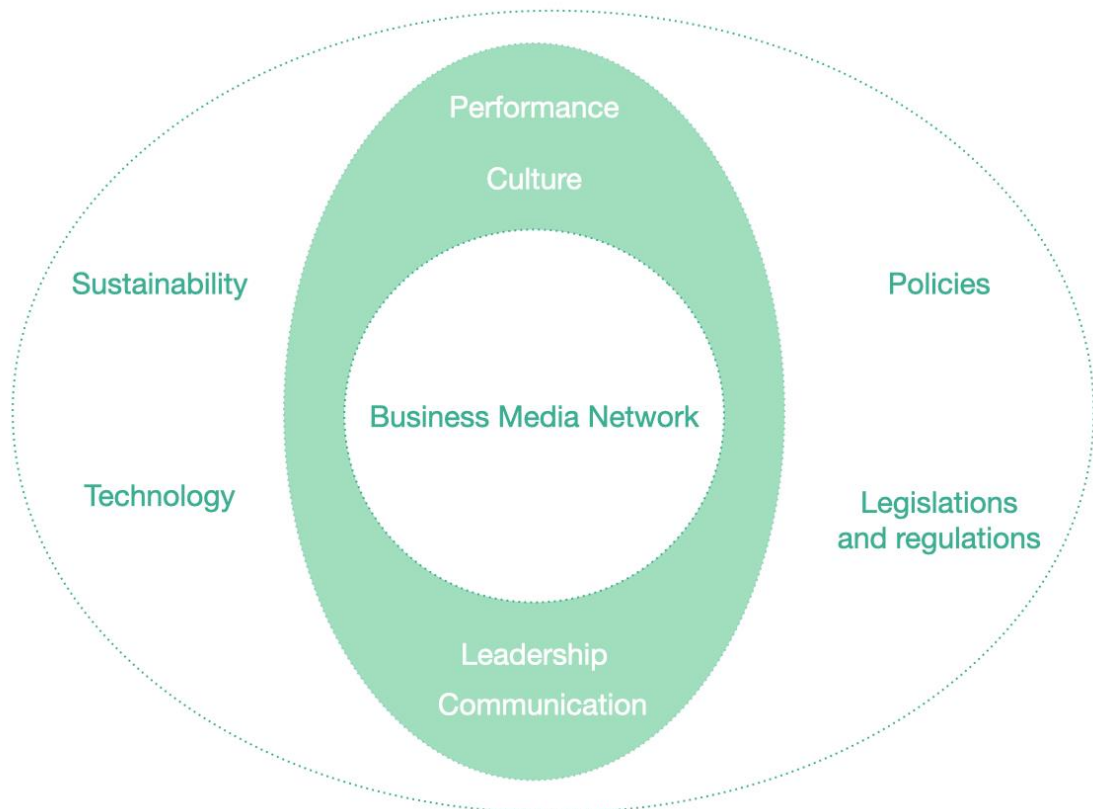 Performance
Culture
Sustainability
Policies
Business Media Network
Technology
Legislations
and regulations
Leadership
Communication